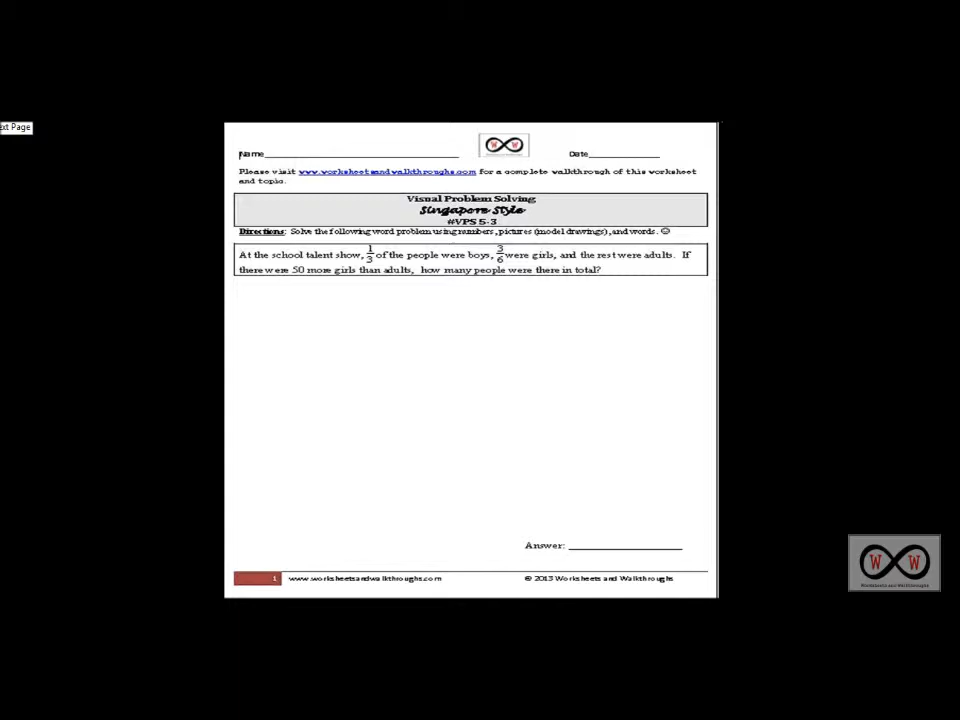 ext Page
Name Date
W W
Please visit www.worksheetsandwalkthroughs.com for a complete walkthrough of this worksheet
and topic.
Visual Problem Solving
Singapore Style
#VPS 5-3
Directions: Solve the following word problem using numbers, pictures (model drawings), and words. ☺
At the school talent show, 1/3 of the people were boys, 3/6 were girls, and the rest were adults. If
there were 50 more girls than adults, how many people were there in total?
Answer:
1 www.worksheetsandwalkthroughs.com © 2013 Worksheets and Walkthroughs
W W
Worksheets and Walkthroughs